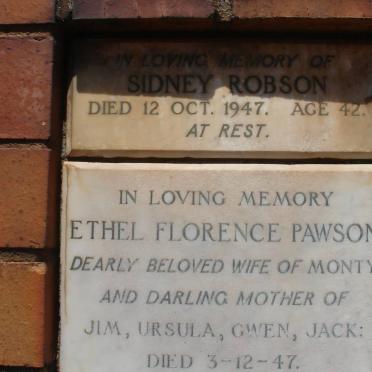 IN LOVING MEMORY OF
SIDNEY ROBSON
DIED 12 OCT. 1947. AGE 42.
AT REST.
IN LOVING MEMORY
ETHEL FLORENCE PAWSON
DEARLY BELOVED WIFE OF MONTY
AND DARLING MOTHER OF
JIM, URSULA, GWEN, JACK:
DIED 3-12-47.